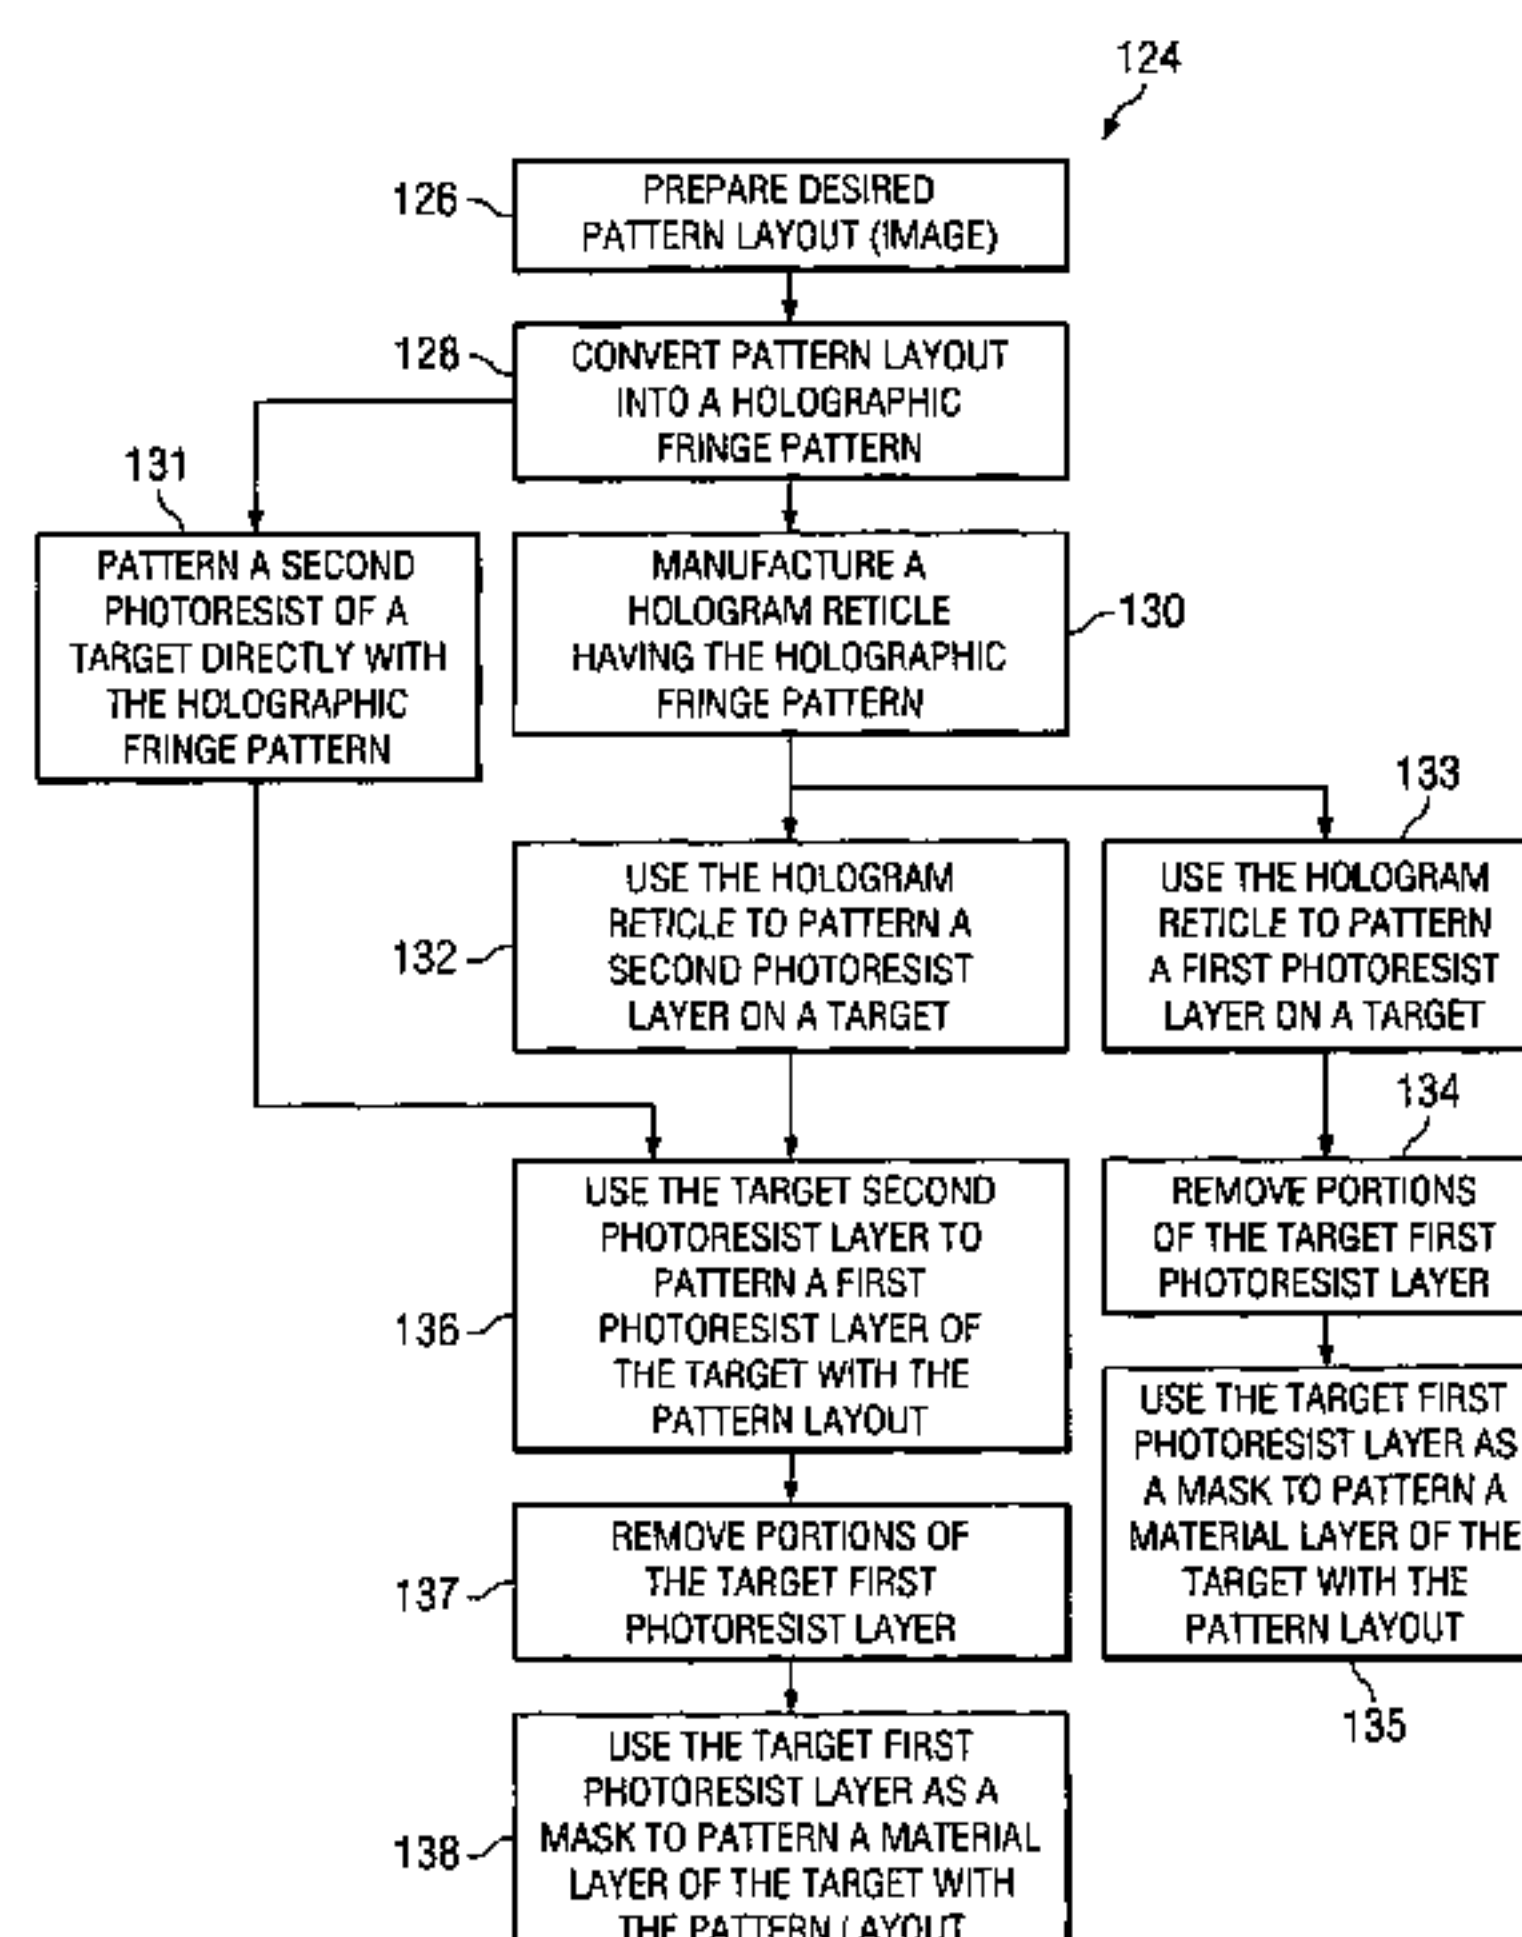 124
126
PREPARE DESIRED
PATTERN LAYOUT (IMAGE)
128
CONVERT PATTERN LAYOUT
INTO A HOLOGRAPHIC
FRINGE PATTERN
131
PATTERN A SECOND
PHOTORESIST OF A
TARGET DIRECTLY WITH
THE HOLOGRAPHIC
FRINGE PATTERN
MANUFACTURE A
HOLOGRAM RETICLE
HAVING THE HOLOGRAPHIC
FRINGE PATTERN
130
132
USE THE HOLOGRAM
RETICLE TO PATTERN A
SECOND PHOTORESIST
LAYER ON A TARGET
133
USE THE HOLOGRAM
RETICLE TO PATTERN
A FIRST PHOTORESIST
LAYER ON A TARGET
134
REMOVE PORTIONS
OF THE TARGET FIRST
PHOTORESIST LAYER
136
USE THE TARGET SECOND
PHOTORESIST LAYER TO
PATTERN A FIRST
PHOTORESIST LAYER OF
THE TARGET WITH THE
PATTERN LAYOUT
USE THE TARGET FIRST
PHOTORESIST LAYER AS
A MASK TO PATTERN A
MATERIAL LAYER OF THE
TARGET WITH THE
PATTERN LAYOUT
135
137
REMOVE PORTIONS OF
THE TARGET FIRST
PHOTORESIST LAYER
138
USE THE TARGET FIRST
PHOTORESIST LAYER AS A
MASK TO PATTERN A MATERIAL
LAYER OF THE TARGET WITH
THE PATTERN LAYOUT